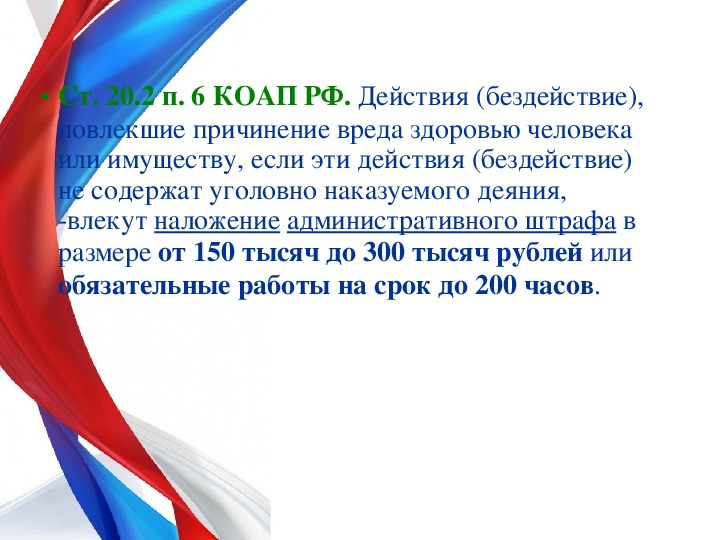 • Ст. 20.2 п. 6 КОАП РФ. Действия (бездействие),
повлекшие причинение вреда здоровью человека
или имуществу, если эти действия (бездействие)
не содержат уголовно наказуемого деяния,
-влекут наложение административного штрафа в
размере от 150 тысяч до 300 тысяч рублей или
обязательные работы на срок до 200 часов.